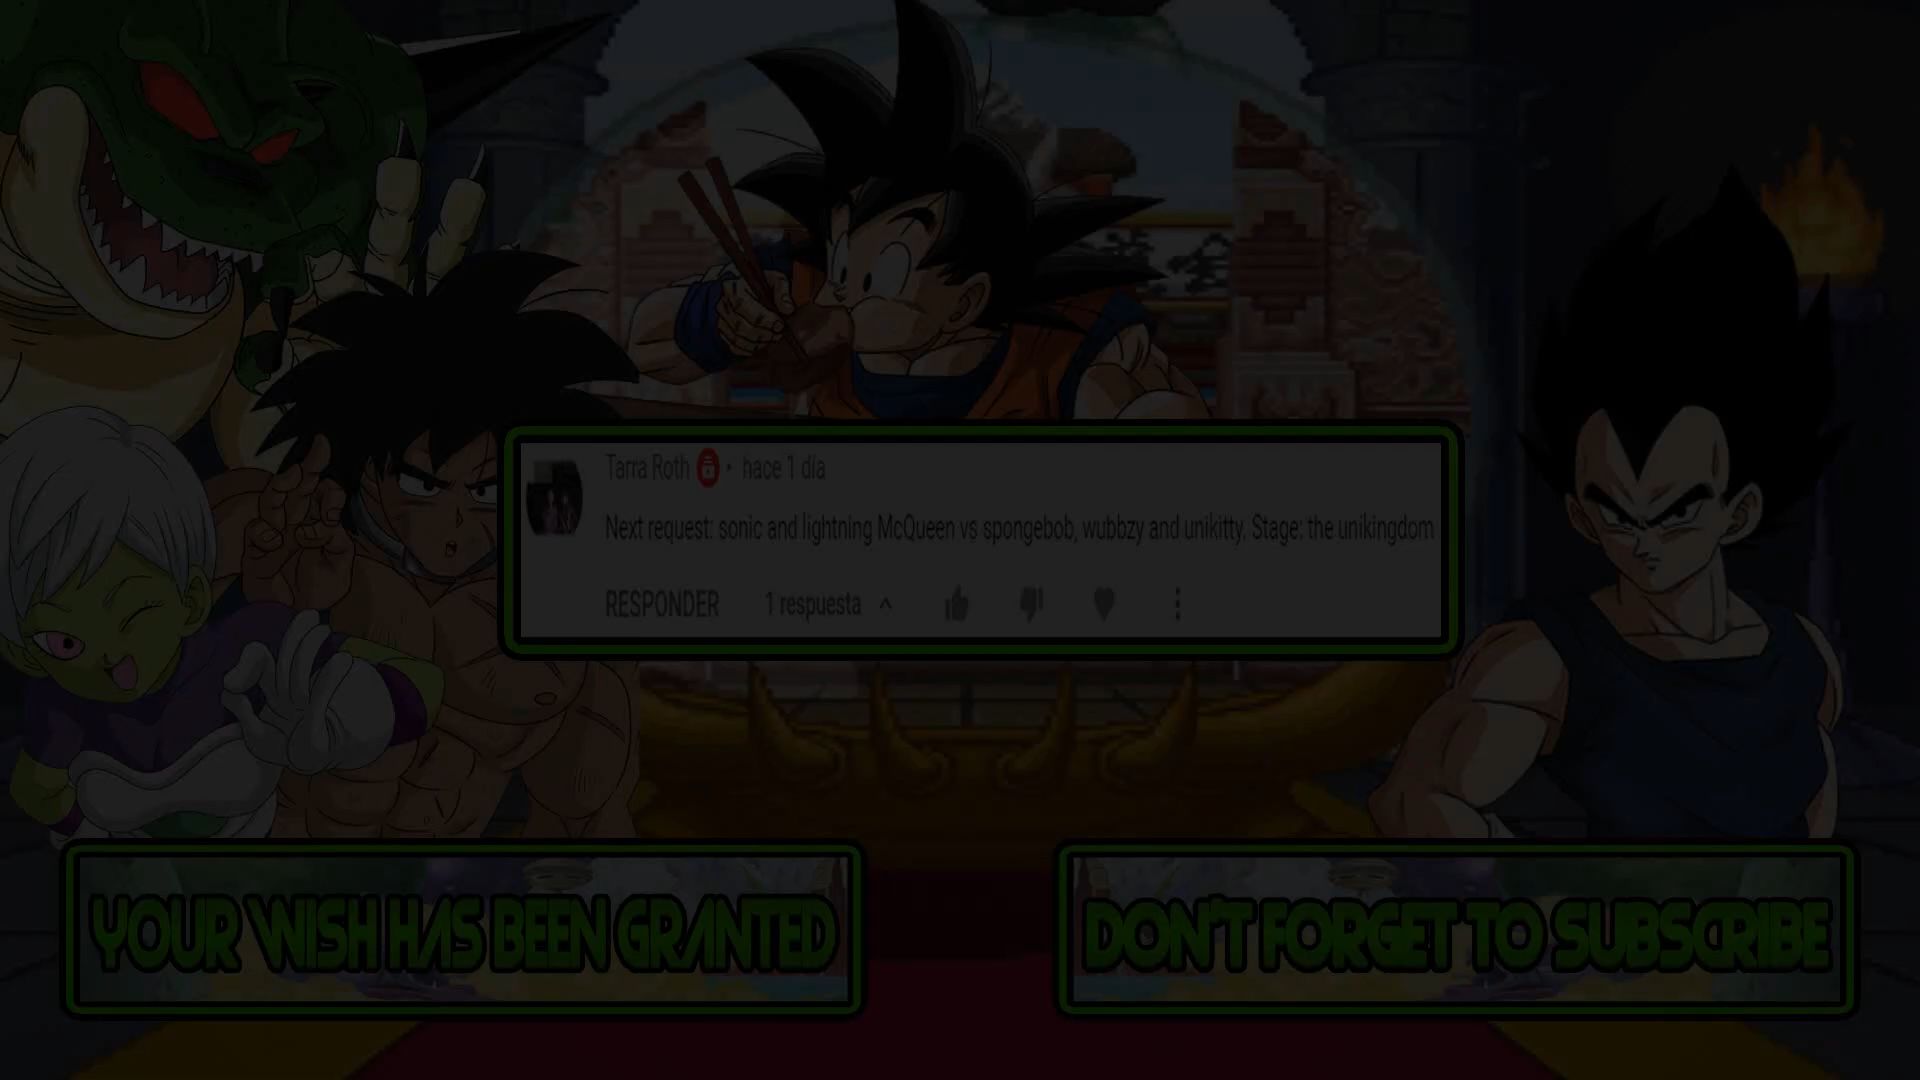 Tarra Roth · hace 1 día
Next request: sonic and lightning McQueen vs spongebob, wubbzy and unikitty. Stage: the unikingdom
RESPONDER 1 respuesta
YOUR WISH HAS BEEN GRANTED
DON'T FORGET TO SUBSCRIBE